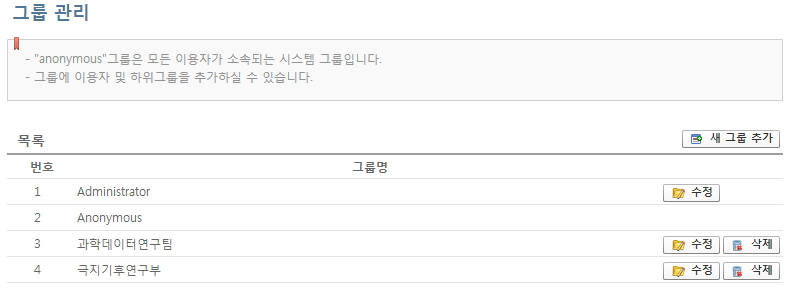 그룹 관리
- "anonymous"그룹은 모든 이용자가 소속되는 시스템 그룹입니다.
- 그룹에 이용자 및 하위그룹을 추가하실 수 있습니다.
목록 새 그룹 추가
번호 그룹명
1 Administrator 수정
2 Anonymous
3 과학데이터연구팀 수정 삭제
4 극지기후연구부 수정 삭제